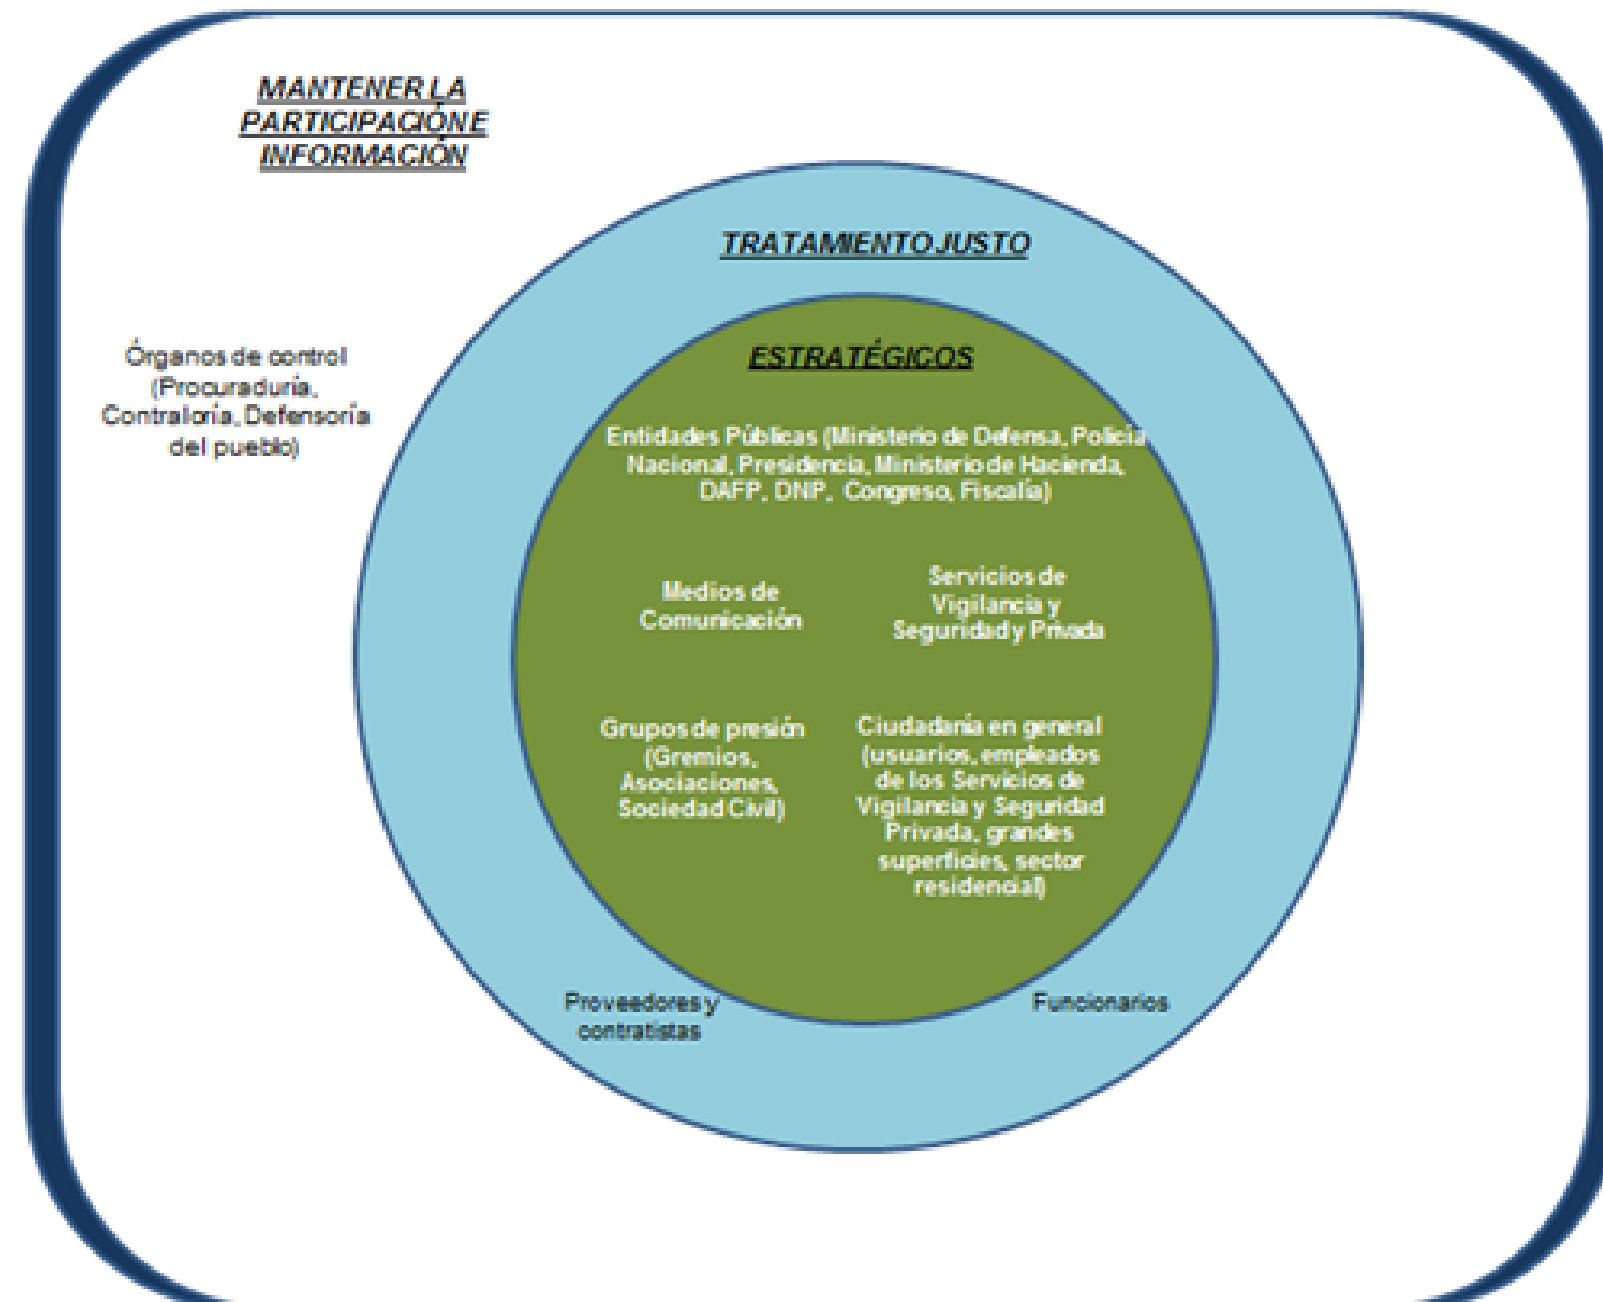 MANTENER LA
PARTICIPACIÓN E
INFORMACIÓN
TRATAMIENTO JUSTO
ESTRATÉGICOS
Órganos de control
(Procuraduría,
Contraloría, Defensoría
del pueblo)
Entidades Públicas (Ministerio de Defensa, Policía
Nacional, Presidencia, Ministerio de Hacienda,
DAFP, DNP, Congreso, Fiscalía)
Medios de
Comunicación
Servicios de
Vigilancia y
Seguridad y Privada
Grupos de presión
(Gremios,
Asociaciones,
Sociedad Civil)
Ciudadanía en general
(usuarios, empleados
de los Servicios de
Vigilancia y Seguridad
Privada, grandes
superficies, sector
residencial)
Proveedores y
contratistas
Funcionarios